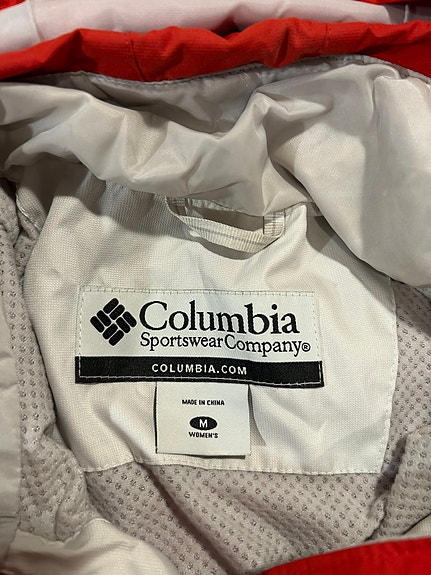 Columbia
Sportswear Company®
COLUMBIA.COM
MADE IN CHINA
M
WOMEN'S